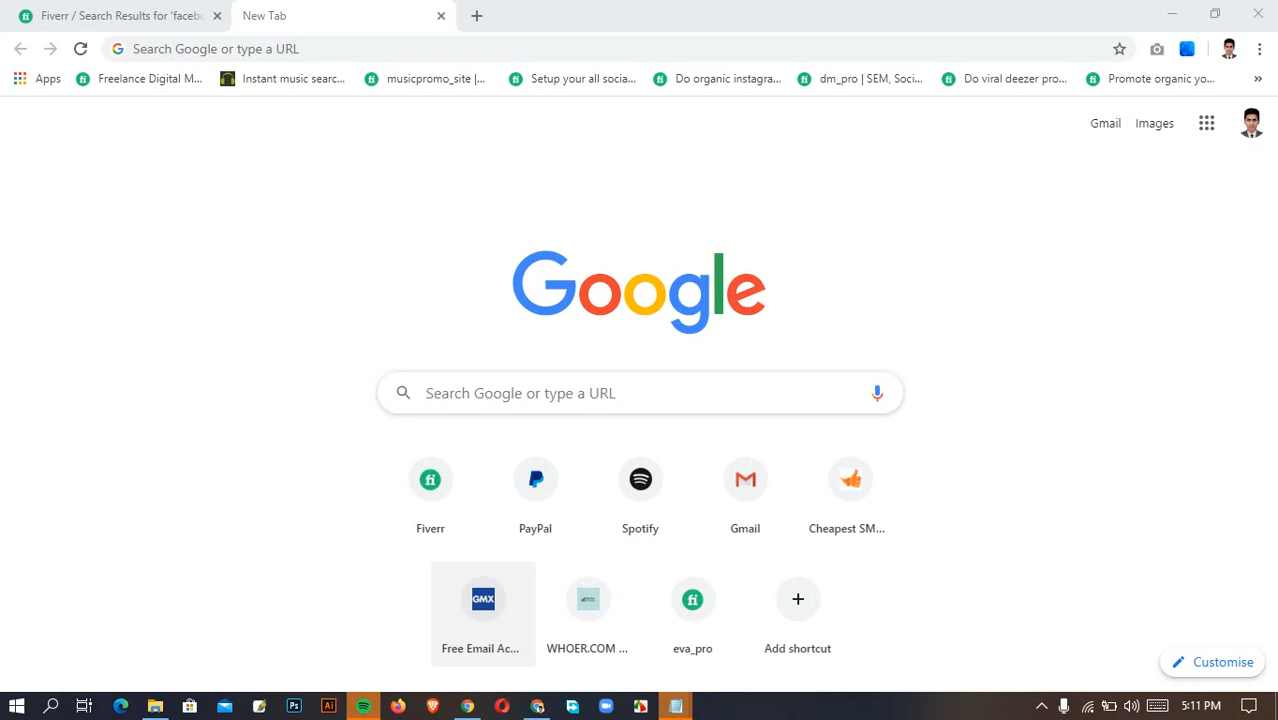 Fiverr / Search Results for 'facebo
New Tab
Search Google or type a URL
Apps
Freelance Digital M...
Instant music searc...
musicpromo_site |...
Setup your all socia...
Do organic instagra...
dm_pro | SEM, Soci...
Do viral deezer pro...
Promote organic yo...
Gmail
Images
Google
Search Google or type a URL
Fiverr
PayPal
Spotify
Gmail
Cheapest SM...
GMX
Free Email Ac...
WHOER.COM ...
eva_pro
Add shortcut
Customise
5:11 PM